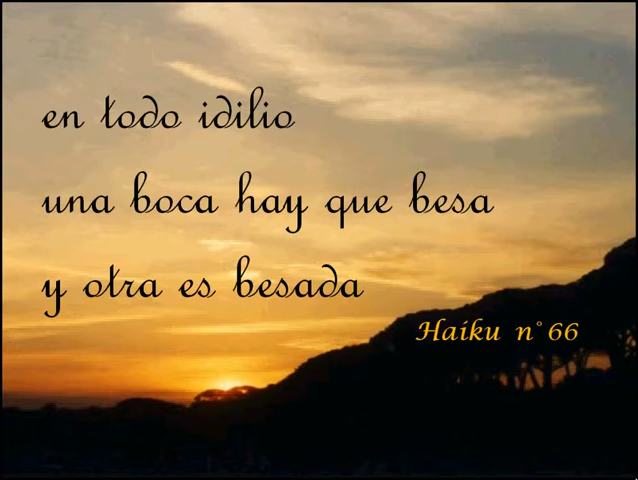 en todo idilio
una boca hay que besa
y otra es besada
Haiku n° 66